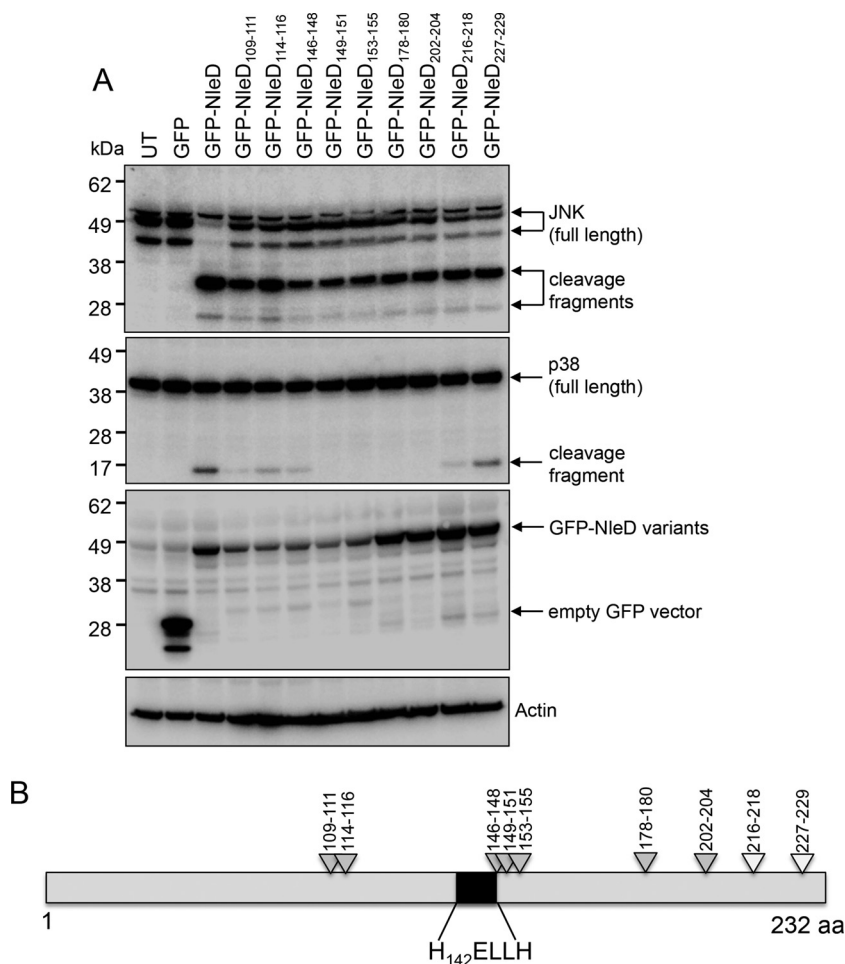 A
UT
GFP
GFP-NleD
GFP-NleD109-111
GFP-NleD114-116
GFP-NleD146-148
GFP-NleD149-151
GFP-NleD153-155
GFP-NleD178-180
GFP-NleD202-204
GFP-NleD216-218
GFP-NleD227-229
kDa
62
49
38
28
JNK
(full length)
cleavage
fragments
49
38
28
17
p38
(full length)
cleavage
fragment
62
49
38
28
GFP-NleD variants
empty GFP vector
Actin
B
109-111
114-116
146-148
149-151
153-155
178-180
202-204
216-218
227-229
1
232 aa
H142ELLH